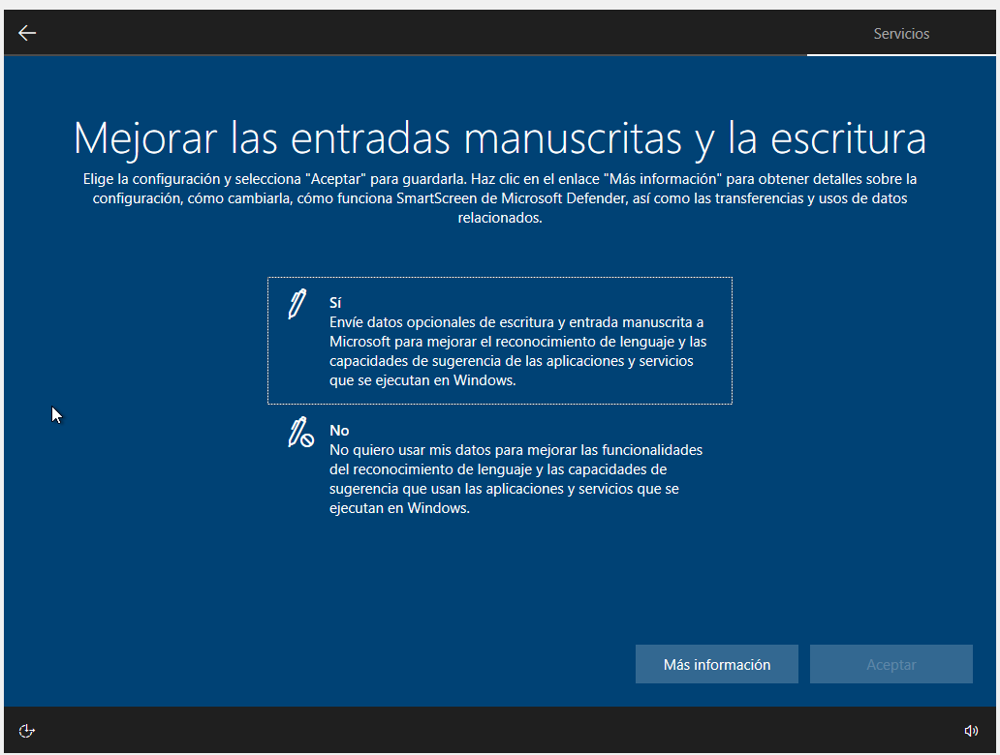 Servicios
Mejorar las entradas manuscritas y la escritura
Elige la configuración y selecciona "Aceptar" para guardarla. Haz clic en el enlace "Más información" para obtener detalles sobre la
configuración, cómo cambiarla, cómo funciona SmartScreen de Microsoft Defender, así como las transferencias y usos de datos
relacionados.
Sí
Envíe datos opcionales de escritura y entrada manuscrita a
Microsoft para mejorar el reconocimiento de lenguaje y las
capacidades de sugerencia de las aplicaciones y servicios
que se ejecutan en Windows.
No
No quiero usar mis datos para mejorar las funcionalidades
del reconocimiento de lenguaje y las capacidades de
sugerencia que usan las aplicaciones y servicios que se
ejecutan en Windows.
Más información
Aceptar